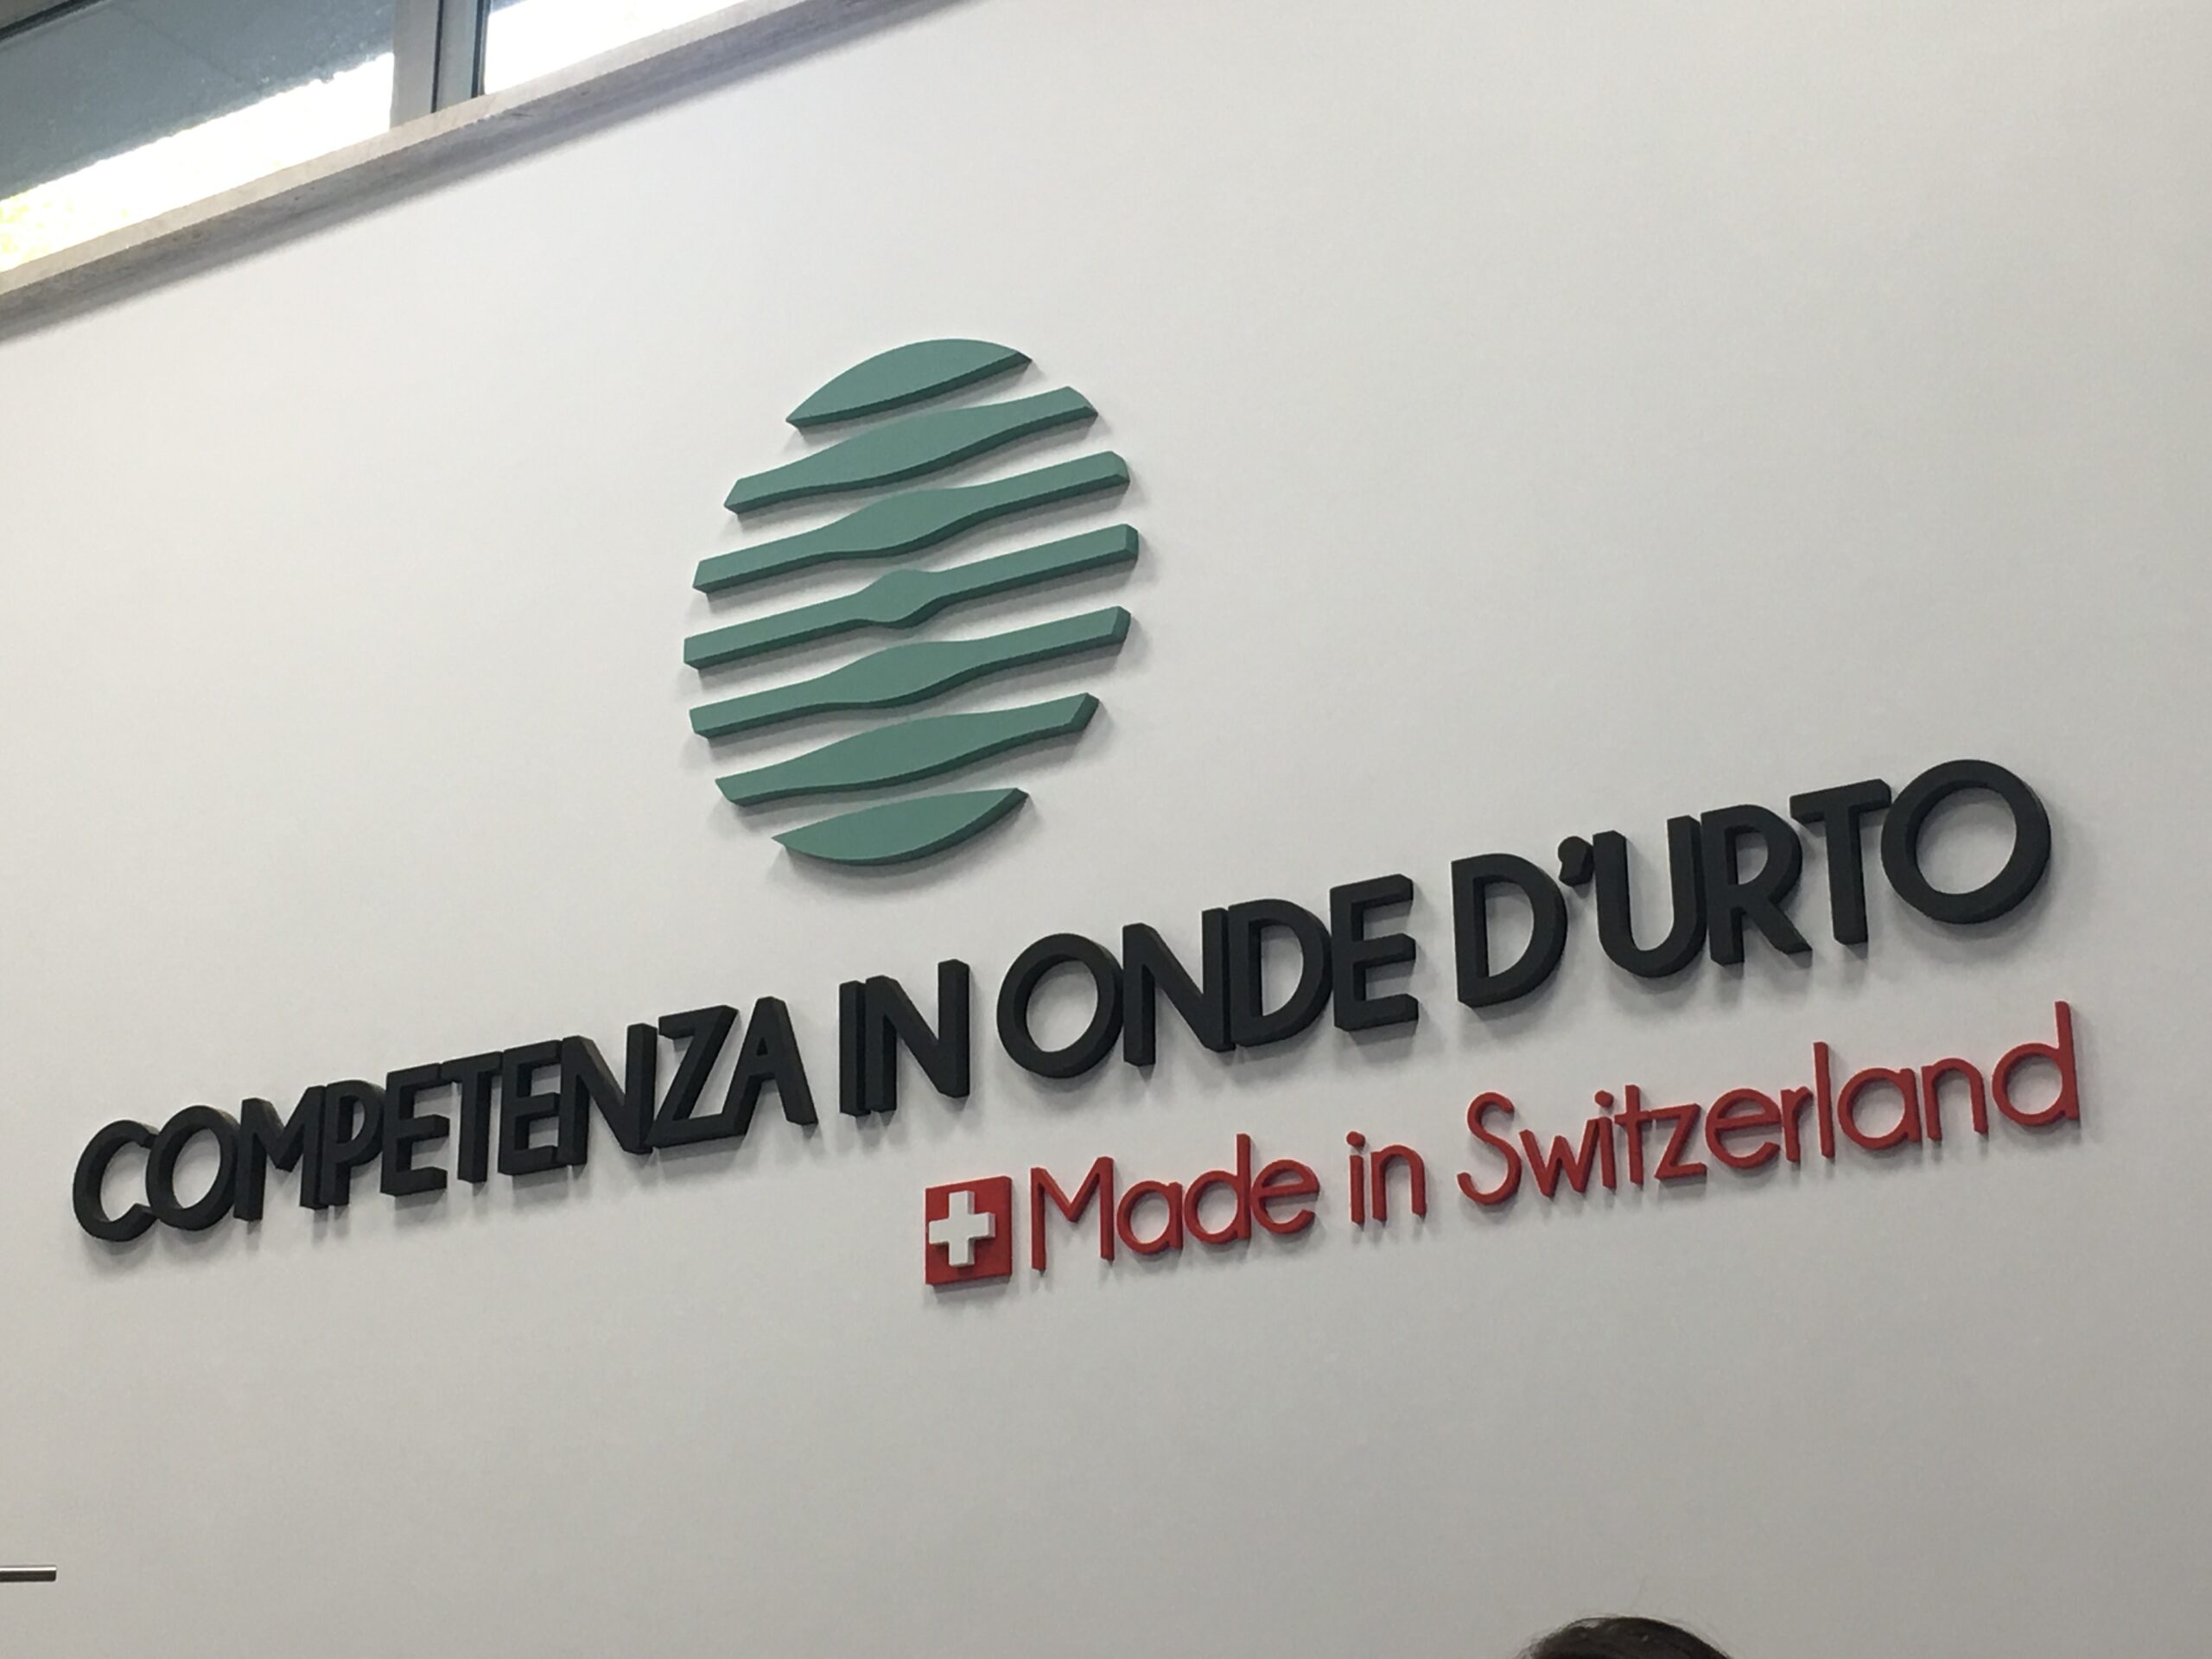 COMPETENZA IN ONDE D'URTO
Made in Switzerland